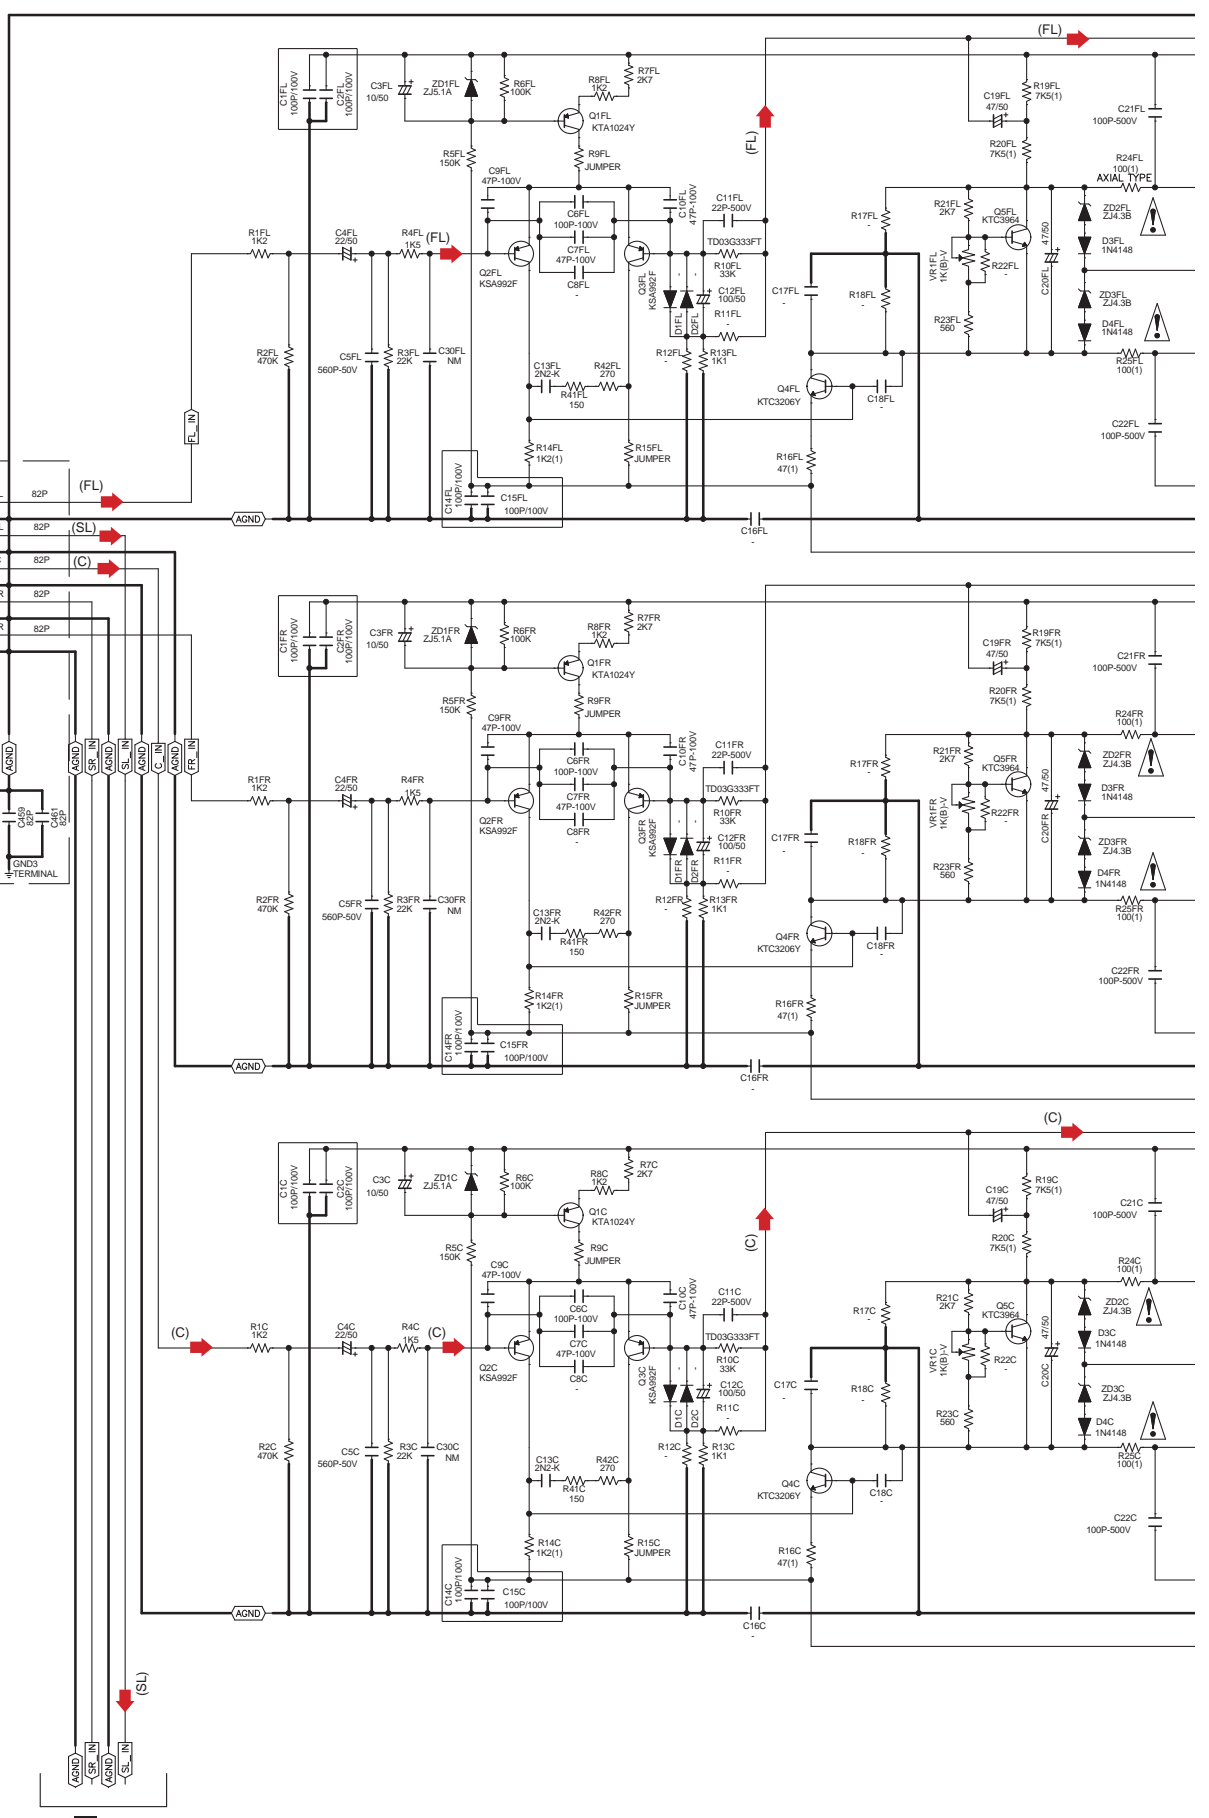 (FL)
C1FL
100P/100V
C2FL
100P/100V
C3FL
10/50
ZD1FL
ZJ5.1A
R6FL
100K
R8FL
1K2
R7FL
2K7
Q1FL
KTA1024Y
R5FL
150K
R9FL
JUMPER
(FL)
C19FL
47/50
R19FL
7K5(1)
R20FL
7K5(1)
C21FL
100P-500V
R24FL
100(1)
AXIAL TYPE
C9FL
47P-100V
C6FL
100P-100V
C7FL
47P-100V
C8FL
-
C10FL
47P-100V
C11FL
22P-500V
R17FL
-
R21FL
2K7
Q5FL
KTC3964
47/50
C20FL
ZD2FL
ZJ4.3B
D3FL
1N4148
R1FL
1K2
C4FL
22/50
R4FL
1K5
(FL)
Q2FL
KSA992F
Q3FL
KSA992F
TD03G333FT
R10FL
33K
C12FL
100/50
R11FL
-
D1FL
-
D2FL
-
C17FL
-
R18FL
-
VR1FL
1K(B)-V
R22FL
-
R23FL
560
ZD3FL
ZJ4.3B
D4FL
1N4148
R25FL
100(1)
R2FL
470K
C5FL
560P-50V
R3FL
22K
C30FL
NM
C13FL
2N2-K
R41FL
150
R42FL
270
R12FL
-
R13FL
1K1
Q4FL
KTC3206Y
C18FL
-
C22FL
100P-500V
FL_IN
R14FL
1K2(1)
R15FL
JUMPER
R16FL
47(1)
C14FL
100P/100V
C15FL
100P/100V
AGND
C16FL
-
(FL)
82P
(SL)
82P
(C)
82P
82P
82P
C1FR
100P/100V
C2FR
100P/100V
C3FR
10/50
ZD1FR
ZJ5.1A
R6FR
100K
R8FR
1K2
R7FR
2K7
Q1FR
KTA1024Y
R5FR
150K
R9FR
JUMPER
C19FR
47/50
R19FR
7K5(1)
R20FR
7K5(1)
C21FR
100P-500V
R24FR
100(1)
AGND
AGND
SR_IN
AGND
SL_IN
AGND
C_IN
AGND
FR_IN
C459
82P
C461
82P
GND3
TERMINAL
C9FR
47P-100V
C6FR
100P-100V
C7FR
47P-100V
C8FR
-
C10FR
47P-100V
C11FR
22P-500V
R17FR
-
R21FR
2K7
Q5FR
KTC3964
47/50
C20FR
ZD2FR
ZJ4.3B
D3FR
1N4148
R1FR
1K2
C4FR
22/50
R4FR
1K5
Q2FR
KSA992F
Q3FR
KSA992F
TD03G333FT
R10FR
33K
C12FR
100/50
R11FR
-
D1FR
-
D2FR
-
C17FR
-
R18FR
-
VR1FR
1K(B)-V
R22FR
-
R23FR
560
ZD3FR
ZJ4.3B
D4FR
1N4148
R25FR
100(1)
R2FR
470K
C5FR
560P-50V
R3FR
22K
C30FR
NM
C13FR
2N2-K
R41FR
150
R42FR
270
R12FR
-
R13FR
1K1
Q4FR
KTC3206Y
C18FR
-
C22FR
100P-500V
R14FR
1K2(1)
R15FR
JUMPER
R16FR
47(1)
C14FR
100P/100V
C15FR
100P/100V
AGND
C16FR
-
(C)
C1C
100P/100V
C2C
100P/100V
C3C
10/50
ZD1C
ZJ5.1A
R6C
100K
R8C
1K2
R7C
2K7
Q1C
KTA1024Y
R5C
150K
R9C
JUMPER
(C)
C19C
47/50
R19C
7K5(1)
R20C
7K5(1)
C21C
100P-500V
R24C
100(1)
C9C
47P-100V
C6C
100P-100V
C7C
47P-100V
C8C
-
C10C
47P-100V
C11C
22P-500V
R17C
-
R21C
2K7
Q5C
KTC3964
47/50
C20C
ZD2C
ZJ4.3B
D3C
1N4148
(C)
R1C
1K2
C4C
22/50
R4C
1K5
(C)
Q2C
KSA992F
Q3C
KSA992F
TD03G333FT
R10C
33K
C12C
100/50
R11C
-
D1C
-
D2C
-
C17C
-
R18C
-
VR1C
1K(B)-V
R22C
-
R23C
560
ZD3C
ZJ4.3B
D4C
1N4148
R25C
100(1)
R2C
470K
C5C
560P-50V
R3C
22K
C30C
NM
C13C
2N2-K
R41C
150
R42C
270
R12C
-
R13C
1K1
Q4C
KTC3206Y
C18C
-
C22C
100P-500V
R14C
1K2(1)
R15C
JUMPER
R16C
47(1)
C14C
100P/100V
C15C
100P/100V
AGND
C16C
-
(SL)
AGND
SR_IN
AGND
SL_IN